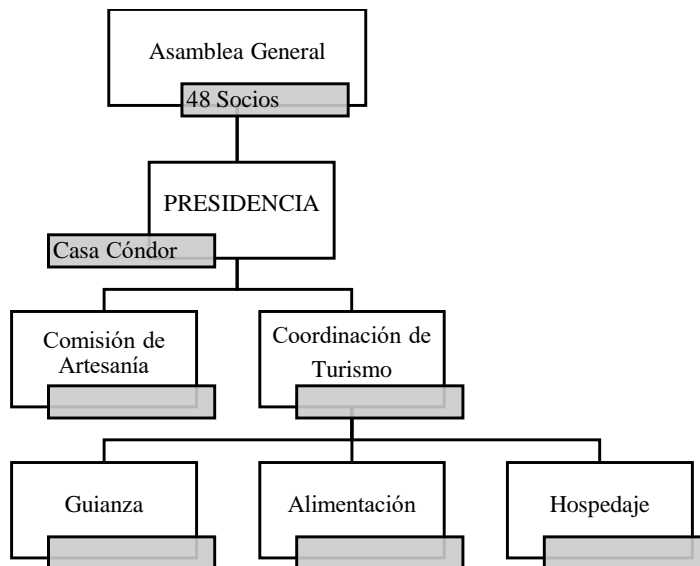 Asamblea General
48 Socios
PRESIDENCIA
Casa Cóndor
Comisión de
Artesanía
Coordinación de
Turismo
Guianza
Alimentación
Hospedaje